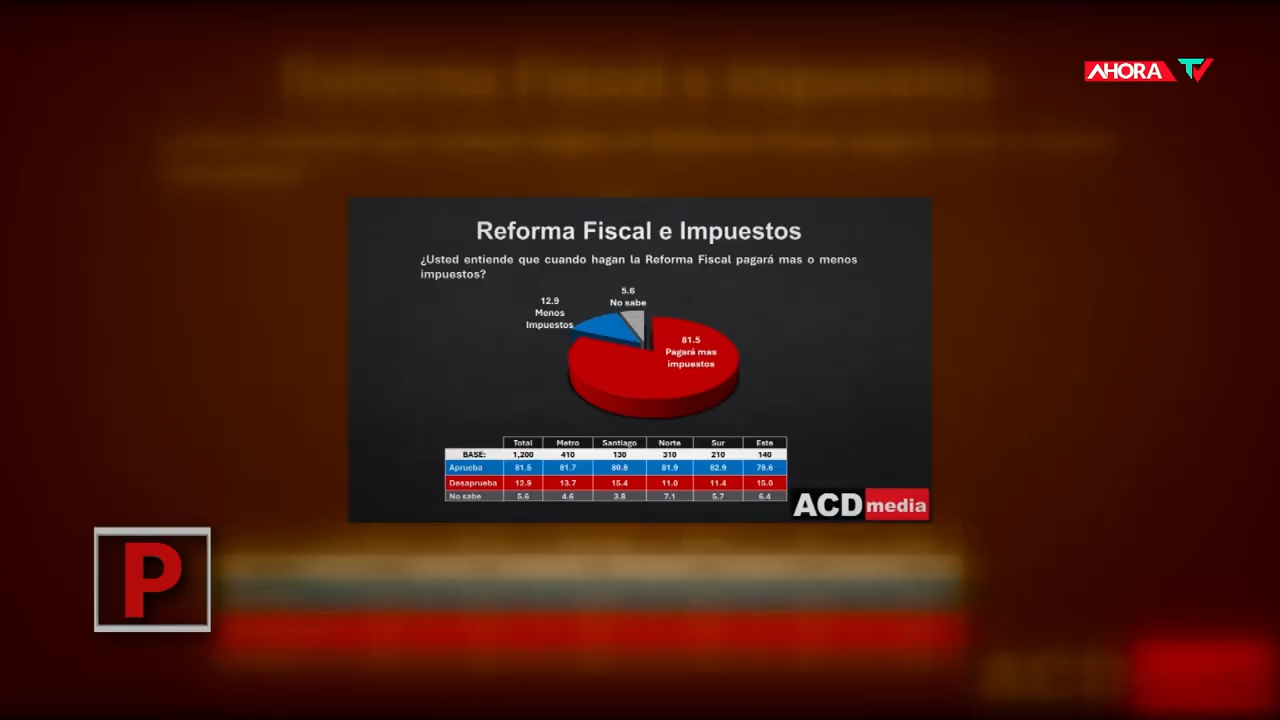 AHORA TV
Reforma Fiscal e Impuestos
¿Usted entiende que cuando hagan la Reforma Fiscal pagará mas o menos
impuestos?
5.6
No sabe
12.9
Menos
Impuestos
81.5
Pagará mas
impuestos
Total Metro Santiago Norte Sur Este
BASE: 1,200 410 130 310 210 140
Aprueba 81.5 81.7 80.8 81.9 82.9 78.6
Desaprueba 12.9 13.7 15.4 11.0 11.4 15.0
No sabe 5.6 4.6 3.8 7.1 5.7 6.4
ACD media
P